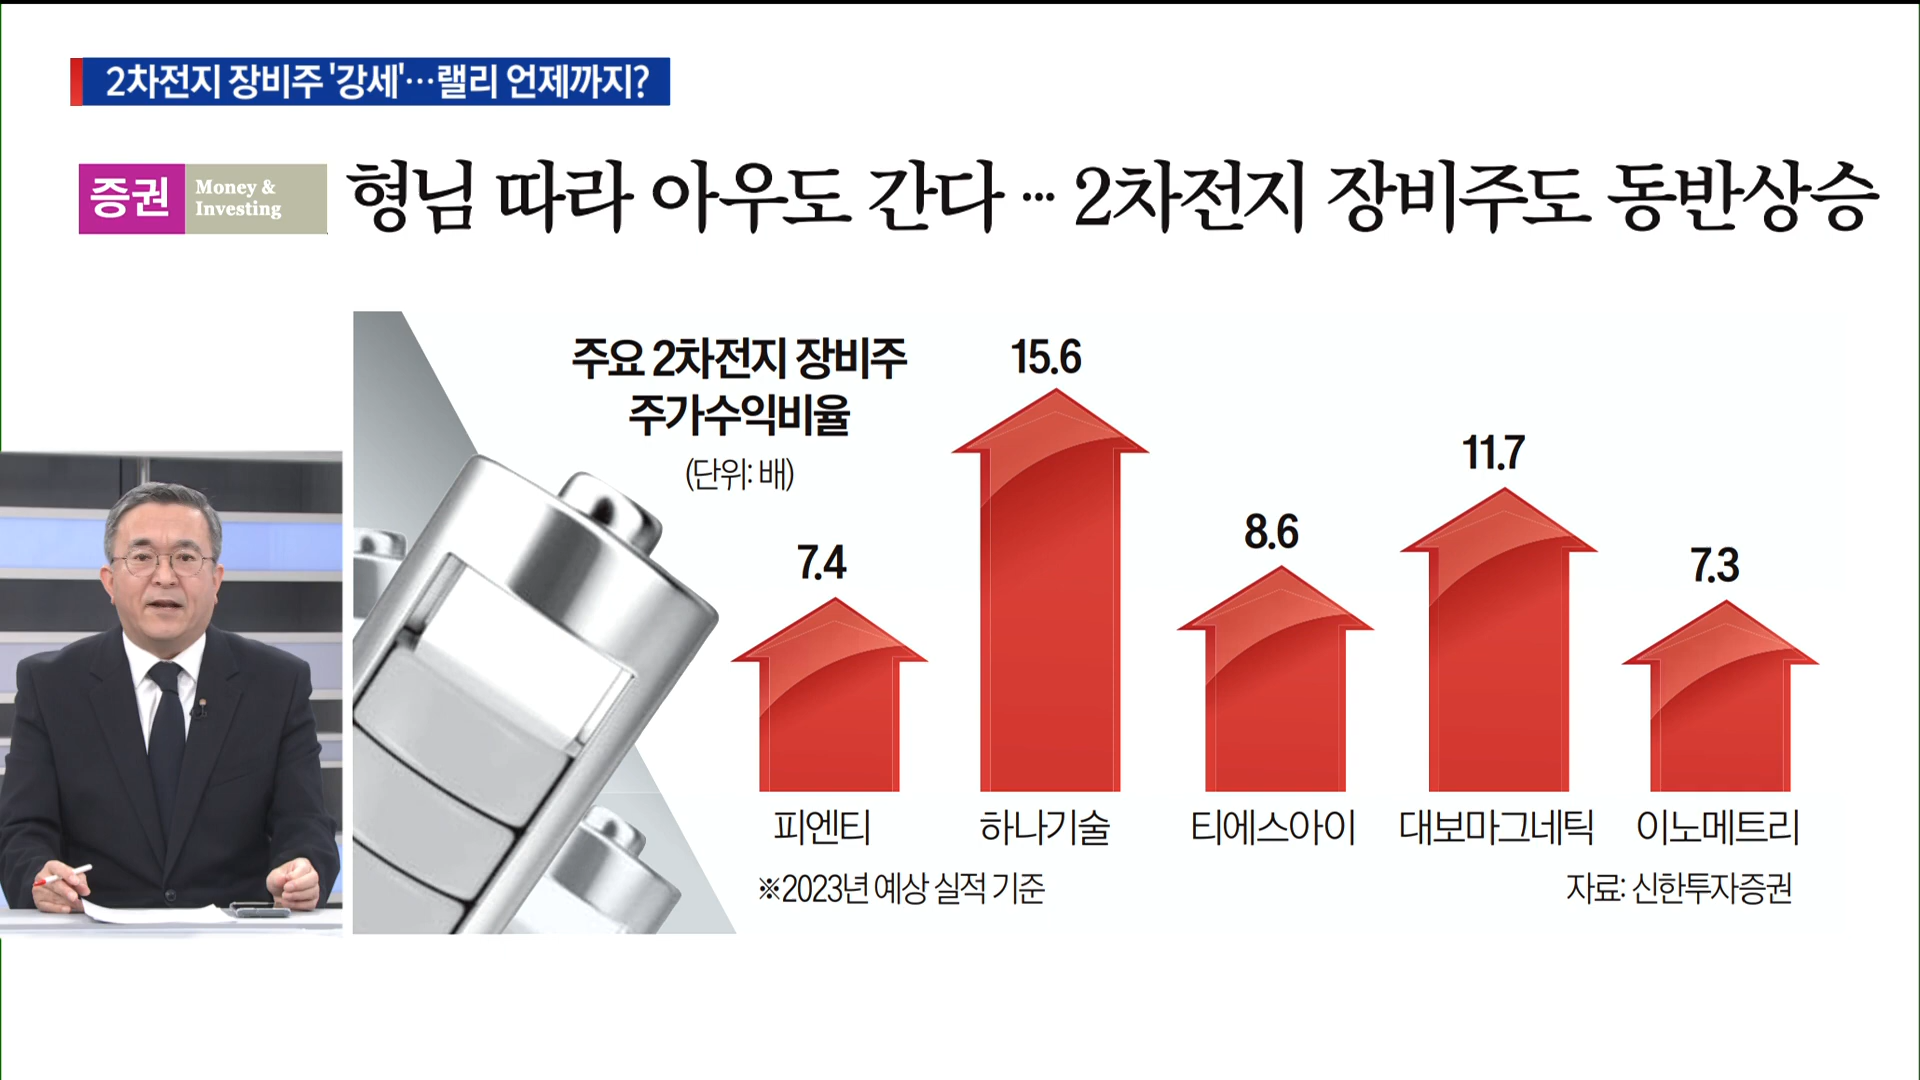 2차전지 장비주 '강세'…랠리 언제까지?
증권
Money &
Investing
형님 따라 아우도 간다 … 2차전지 장비주도 동반상승
주요 2차전지 장비주
주가수익비율
(단위: 배)
7.4
15.6
8.6
11.7
7.3
피엔티
하나기술
티에스아이
대보마그네틱
이노메트리
※2023년 예상 실적 기준
자료: 신한투자증권